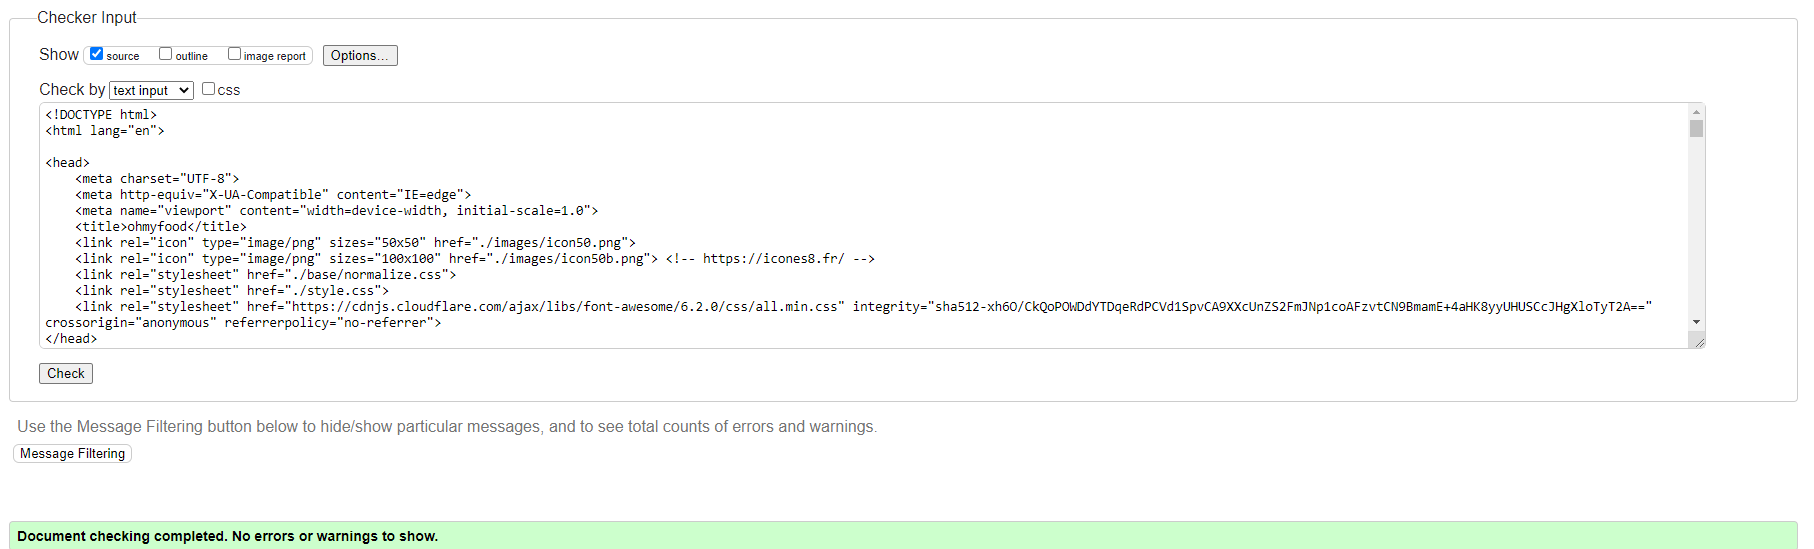 Checker Input
Show source outline image report Options...
Check by text input css
<!DOCTYPE html>
<html lang="en">
<head>
<meta charset="UTF-8">
<meta http-equiv="X-UA-Compatible" content="IE=edge">
<meta name="viewport" content="width=device-width, initial-scale=1.0">
<title>ohmyfood</title>
<link rel="icon" type="image/png" sizes="50x50" href="./images/icon50.png">
<link rel="icon" type="image/png" sizes="100x100" href="./images/icon50b.png"> <!-- https://icones8.fr/ -->
<link rel="stylesheet" href="./base/normalize.css">
<link rel="stylesheet" href="./style.css">
<link rel="stylesheet" href="https://cdnjs.cloudflare.com/ajax/libs/font-awesome/6.2.0/css/all.min.css" integrity="sha512-xh6O/CkQoPOWDdYTDqeRdPCVd1SpvCA9XXcUnZS2FmJNp1coAFzvtCN9BmamE+4aHK8yyUHUSCcJHgXloTyT2A=="
crossorigin="anonymous" referrerpolicy="no-referrer">
</head>
Check
Use the Message Filtering button below to hide/show particular messages, and to see total counts of errors and warnings.
Message Filtering
Document checking completed. No errors or warnings to show.